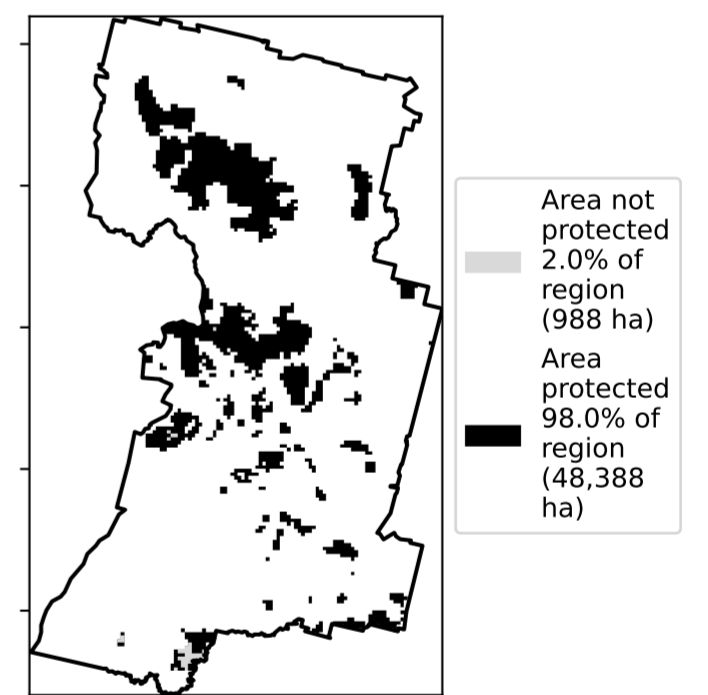 Area not
protected
2.0% of
region
(988 ha)
Area
protected
98.0% of
region
(48,388
ha)